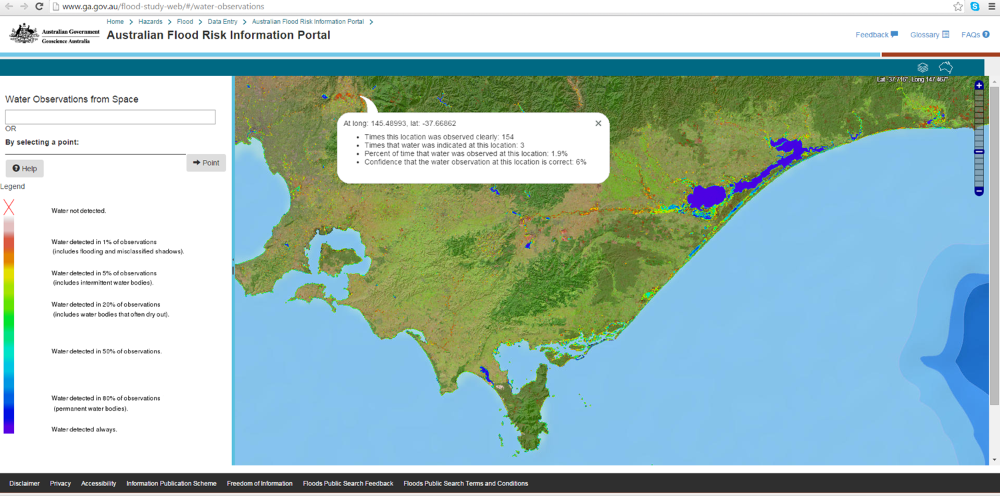 www.ga.gov.au/flood-study-web/#/water-observations
Home > Hazards > Flood > Data Entry > Australian Flood Risk Information Portal >
Australian Government
Geoscience Australia
Australian Flood Risk Information Portal
Feedback
Glossary
FAQs
Lat -37.716°, Long 147.467°
Water Observations from Space
OR
By selecting a point:
Point
Help
Legend
Water not detected.
Water detected in 1% of observations
(includes flooding and misclassified shadows).
Water detected in 5% of observations
(includes intermittent water bodies).
Water detected in 20% of observations
(includes water bodies that often dry out).
Water detected in 50% of observations.
Water detected in 80% of observations
(permanent water bodies).
Water detected always.
At long: 145.48993, lat: -37.66862
• Times this location was observed clearly: 154
• Times that water was indicated at this location: 3
• Percent of time that water was observed at this location: 1.9%
• Confidence that the water observation at this location is correct: 6%
Disclaimer Privacy Accessibility Information Publication Scheme Freedom of Information Floods Public Search Feedback Floods Public Search Terms and Conditions